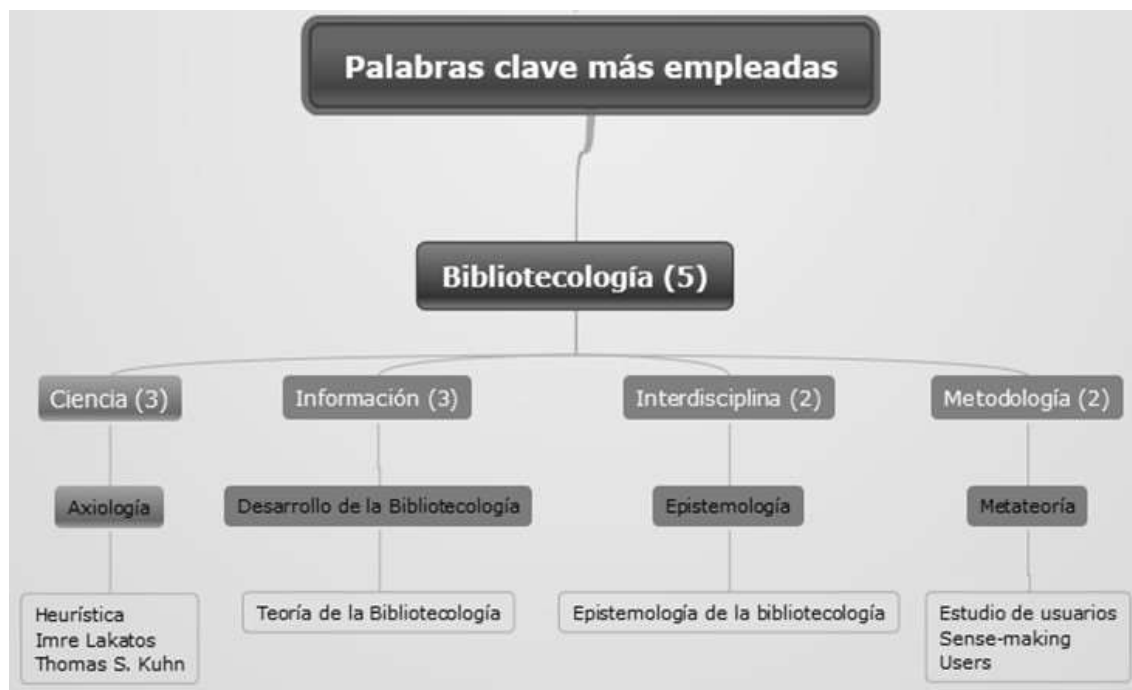 Palabras clave más empleadas
Bibliotecología (5)
Ciencia (3)
Información (3)
Interdisciplina (2)
Metodología (2)
Axiología
Desarrollo de la Bibliotecología
Epistemología
Metateoría
Heurística
Imre Lakatos
Thomas S. Kuhn
Teoría de la Bibliotecología
Epistemología de la bibliotecología
Estudio de usuarios
Sense-making
Users